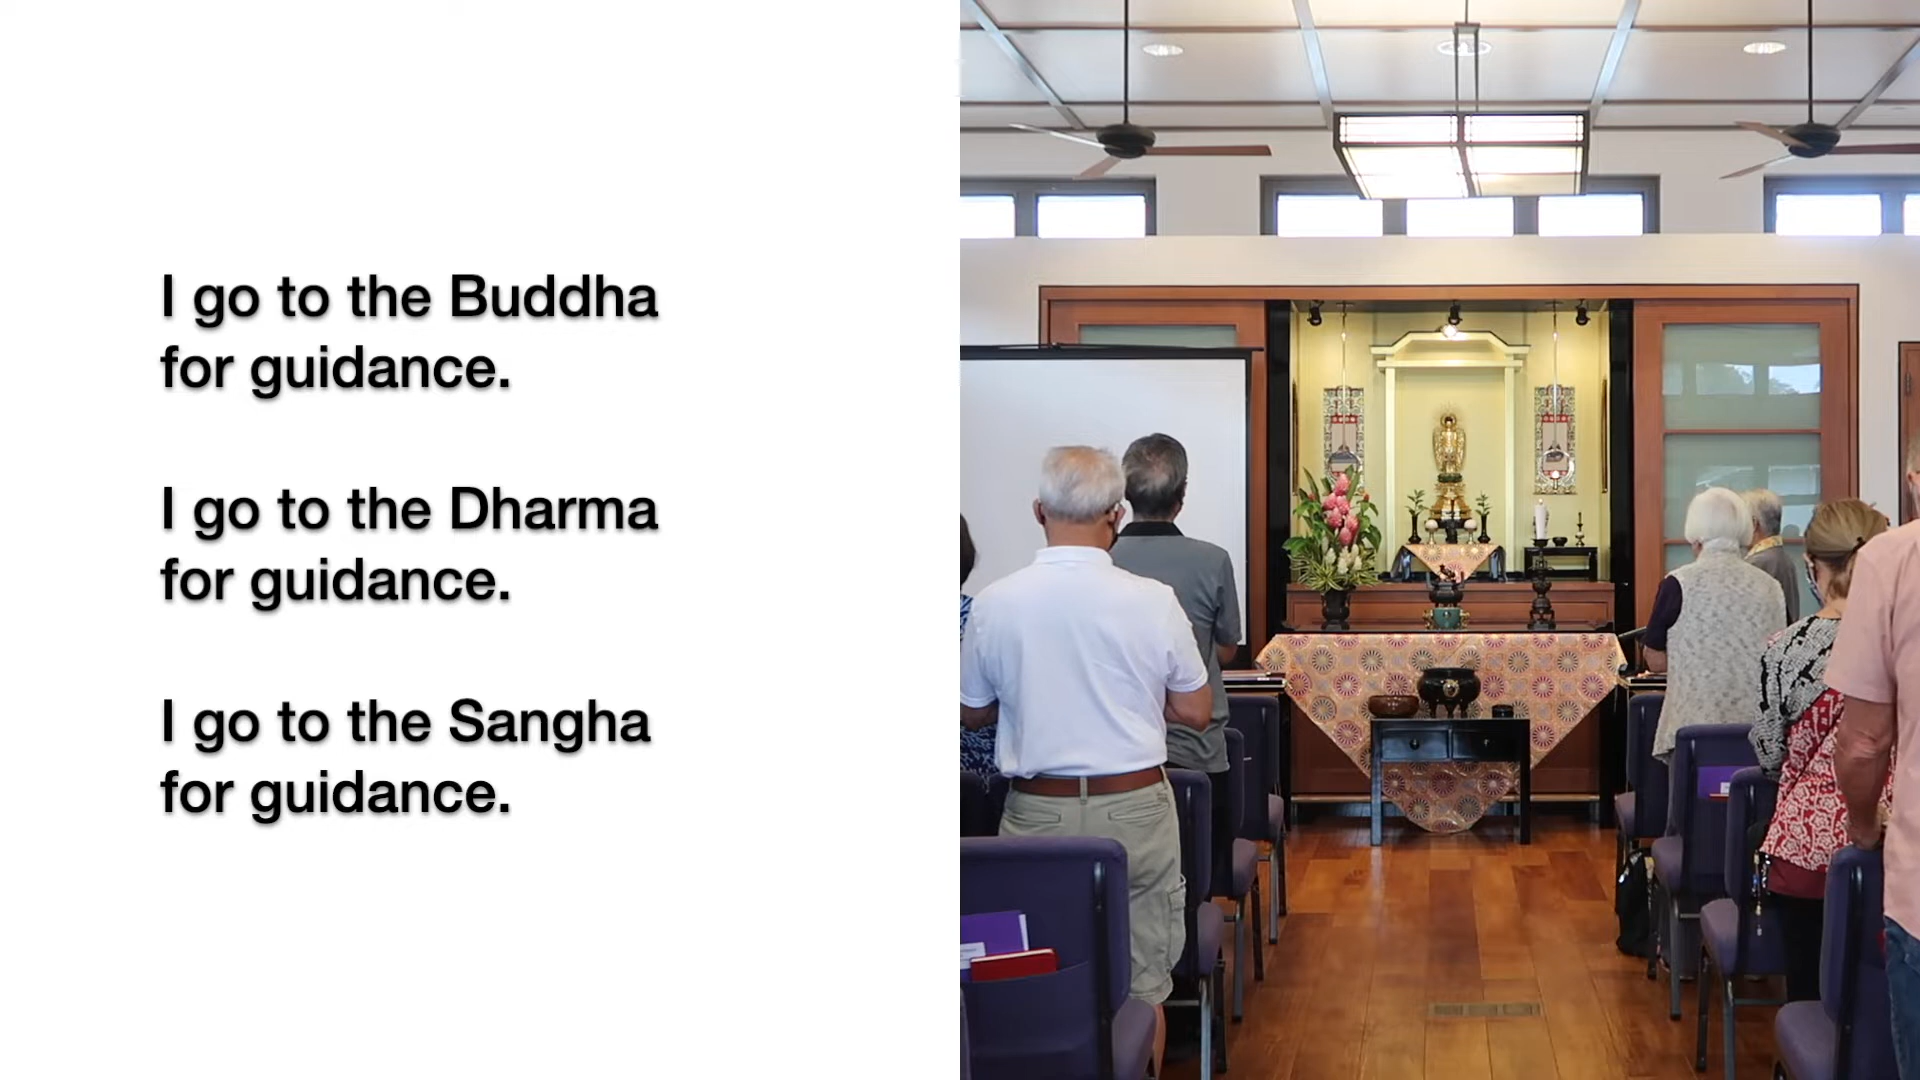 I go to the Buddha
for guidance.
I go to the Dharma
for guidance.
I go to the Sangha
for guidance.